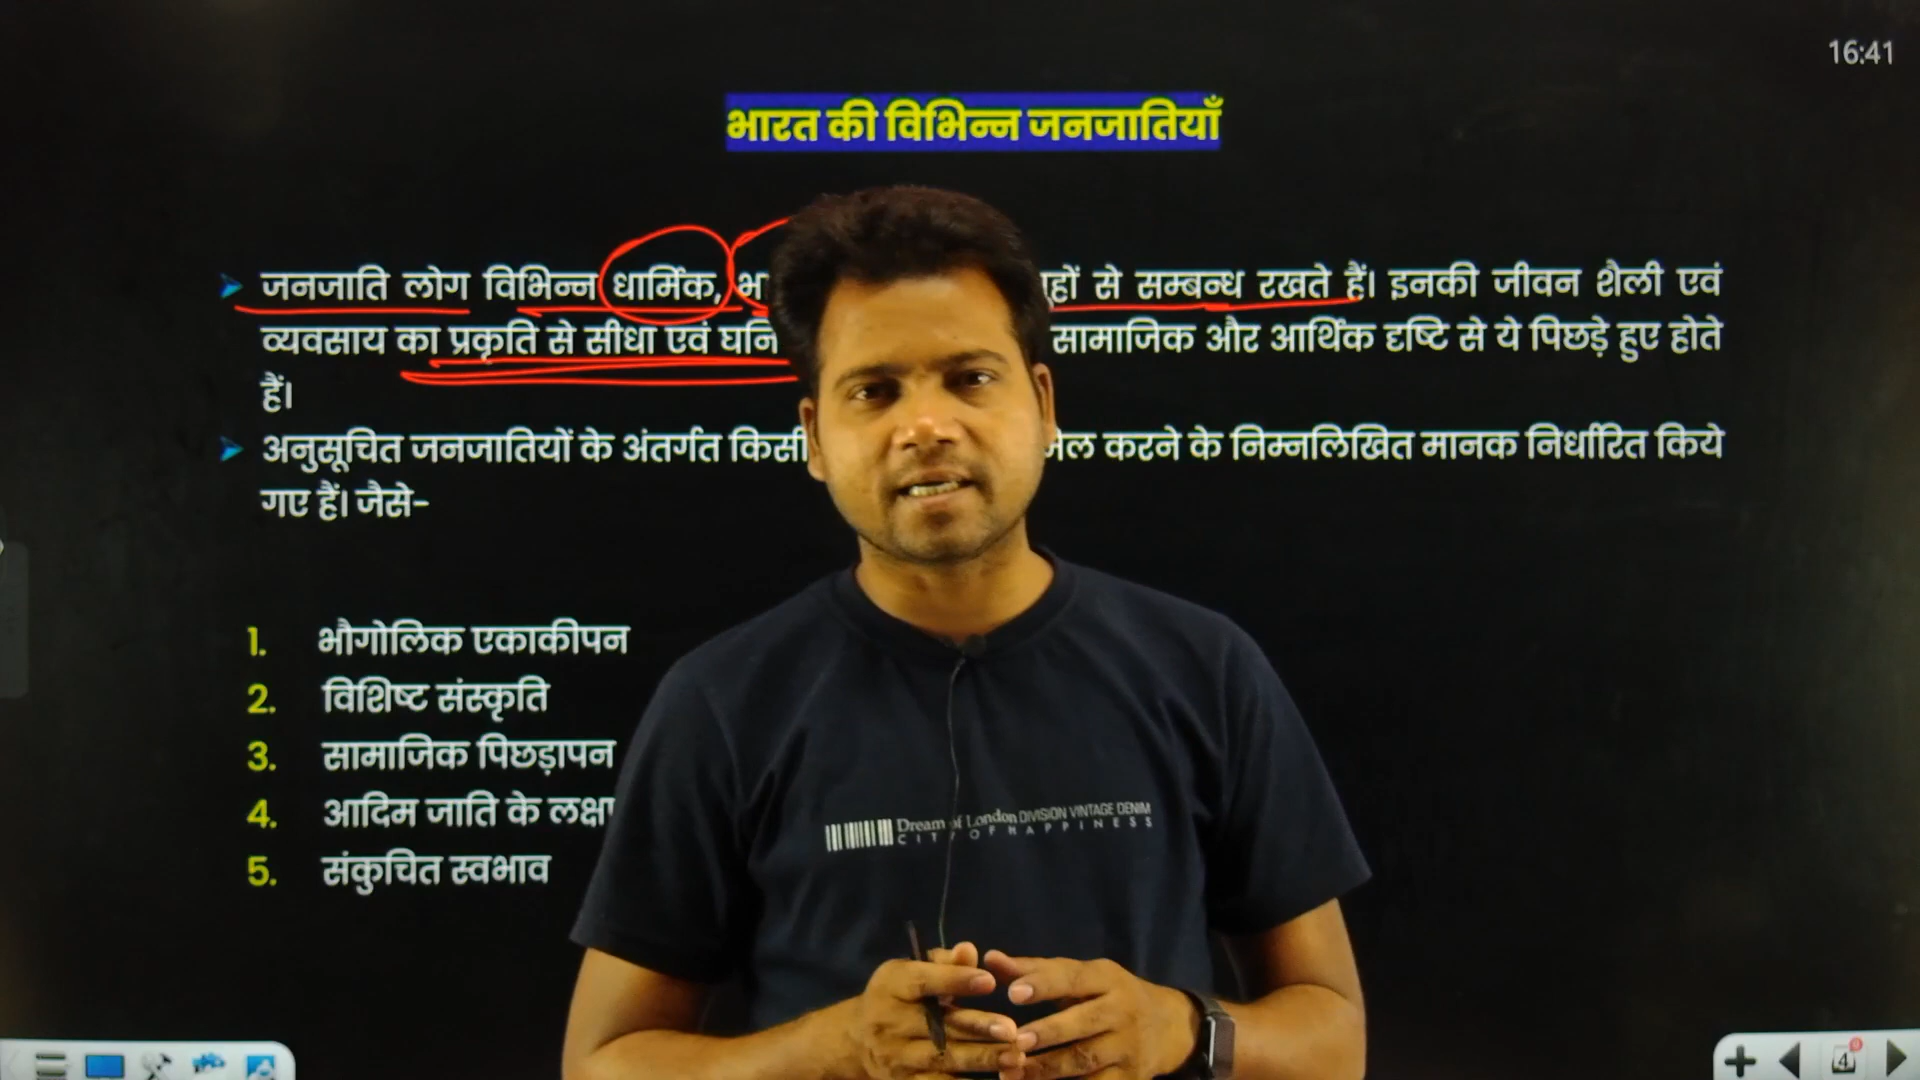 16:41
भारत की विभिन्न जनजातियाँ
जनजाति लोग विभिन्न धार्मिक, से सम्बन्ध रखते हैं। इनकी जीवन शैली एवं
व्यवसाय का प्रकृति से सीधा एवं सामाजिक और आर्थिक दृष्टि से ये पिछड़े हुए होते
हैं।
अनुसूचित जनजातियों के अंतर्गत किसी करने के निम्नलिखित मानक निर्धारित किये
गए हैं। जैसे-
1. भौगोलिक एकाकीपन
2. विशिष्ट संस्कृति
3. सामाजिक पिछड़ापन
4. आदिम जाति के
5. संकुचित स्वभाव
Dream of London DIVISION VINTAGE DENIM
CITY OF HAPPINESS
4